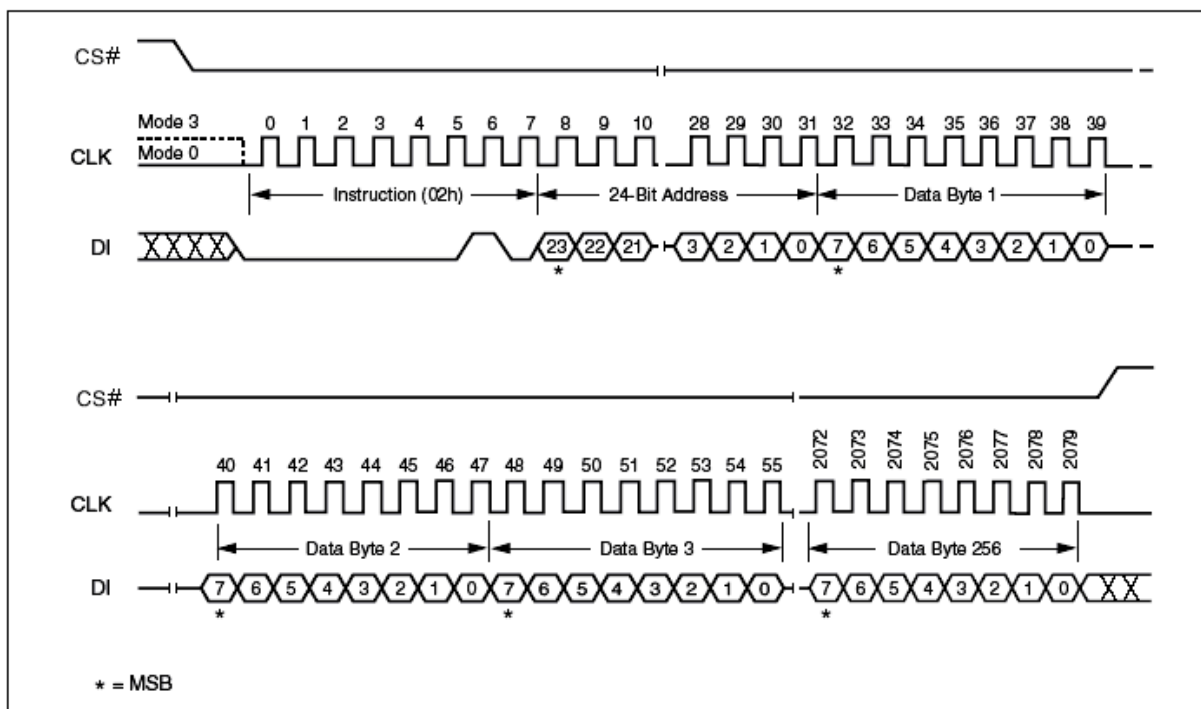 CS#
Mode 3
Mode 0
CLK
0 1 2 3 4 5 6 7 8 9 10 28 29 30 31 32 33 34 35 36 37 38 39
Instruction (02h) 24-Bit Address Data Byte 1
DI
23 22 21 3 2 1 0 7 6 5 4 3 2 1 0
* *
CS#
40 41 42 43 44 45 46 47 48 49 50 51 52 53 54 55 2072 2073 2074 2075 2076 2077 2078 2079
CLK
Data Byte 2 Data Byte 3 Data Byte 256
DI
7 6 5 4 3 2 1 0 7 6 5 4 3 2 1 0 7 6 5 4 3 2 1 0
* * *
* = MSB